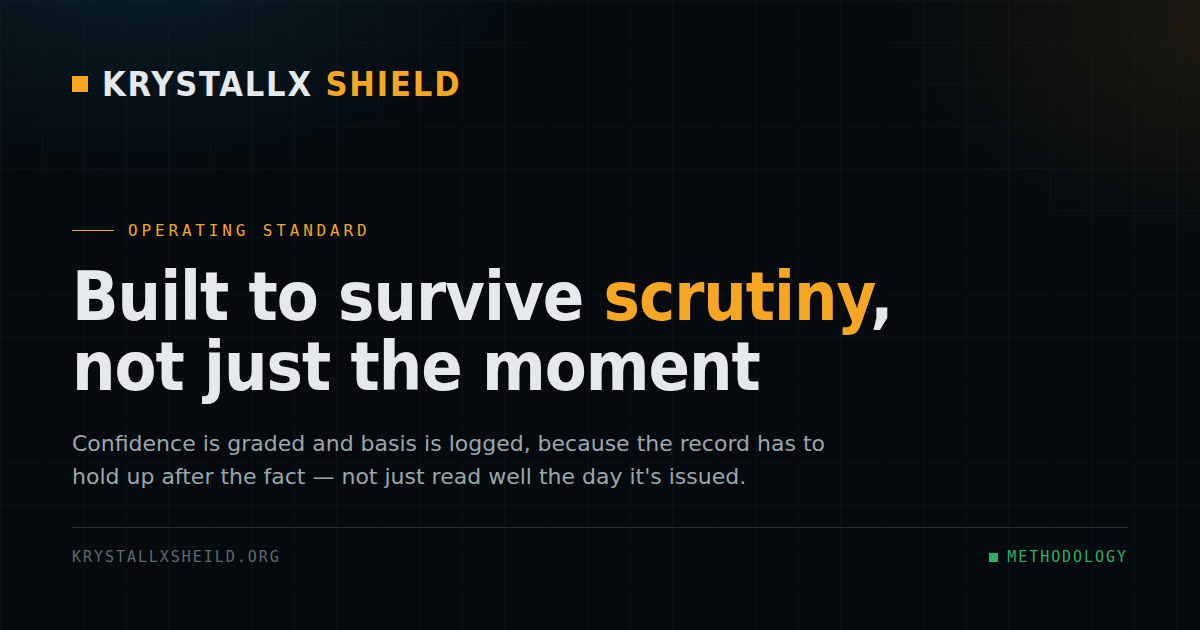 KRYSTALLX SHIELD
OPERATING STANDARD
Built to survive scrutiny,
not just the moment
Confidence is graded and basis is logged, because the record has to
hold up after the fact — not just read well the day it's issued.
KRYSTALLXSHEILD.ORG
METHODOLOGY